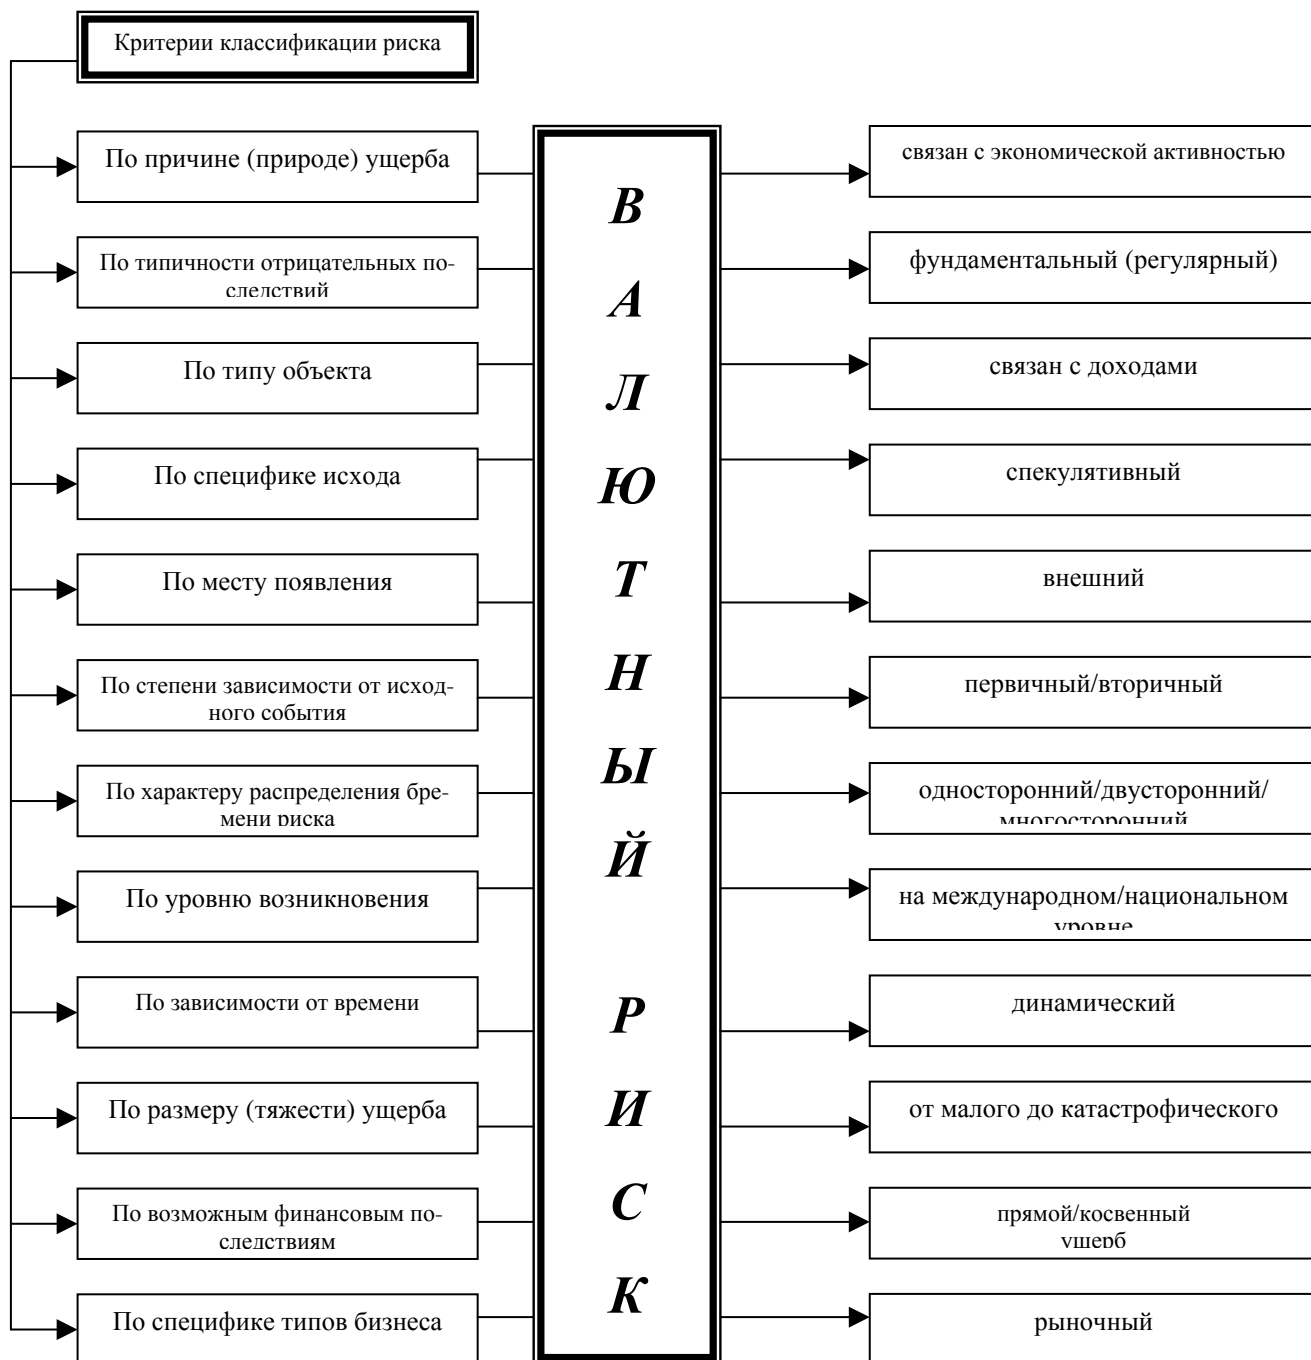 Критерии классификации риска
По причине (природе) ущерба
По типичности отрицательных по-
следствий
По типу объекта
По специфике исхода
По месту появления
По степени зависимости от исход-
ного события
По характеру распределения бре-
мени риска
По уровню возникновения
По зависимости от времени
По размеру (тяжести) ущерба
По возможным финансовым по-
следствиям
По специфике типов бизнеса
В
А
Л
Ю
Т
Н
Ы
Й
Р
И
С
К
связан с экономической активностью
фундаментальный (регулярный)
связан с доходами
спекулятивный
внешний
первичный/вторичный
односторонний/двусторонний/
многосторонний
на международном/национальном
уровне
динамический
от малого до катастрофического
прямой/косвенный
ущерб
рыночный